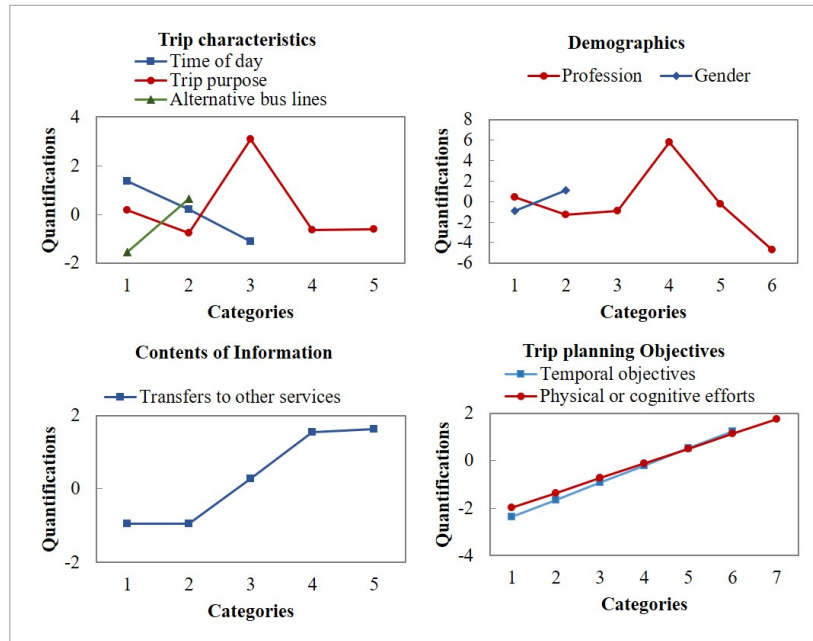 Trip characteristics
Time of day
Trip purpose
Alternative bus lines
Quantifications
4
2
0
-2
1 2 3 4 5
Categories
Demographics
Profession Gender
Quantifications
8
6
4
2
0
-2
-4
-6
1 2 3 4 5 6
Categories
Contents of Information
Transfers to other services
Quantifications
2
0
-2
1 2 3 4 5
Categories
Trip planning Objectives
Temporal objectives
Physical or cognitive efforts
Quantifications
2
0
-2
-4
1 2 3 4 5 6 7
Categories